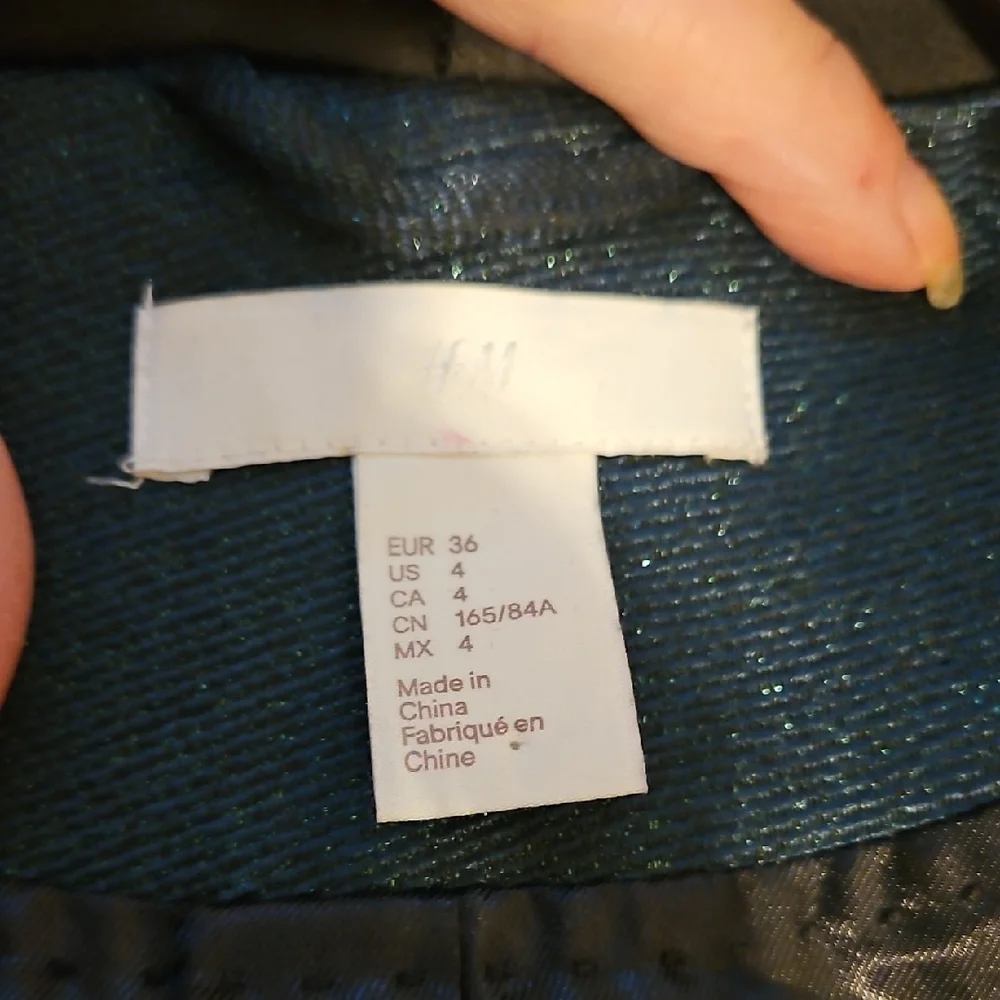 H&M
EUR 36
US 4
CA 4
CN 165/84A
MX 4
Made in
China
Fabriqué en
Chine